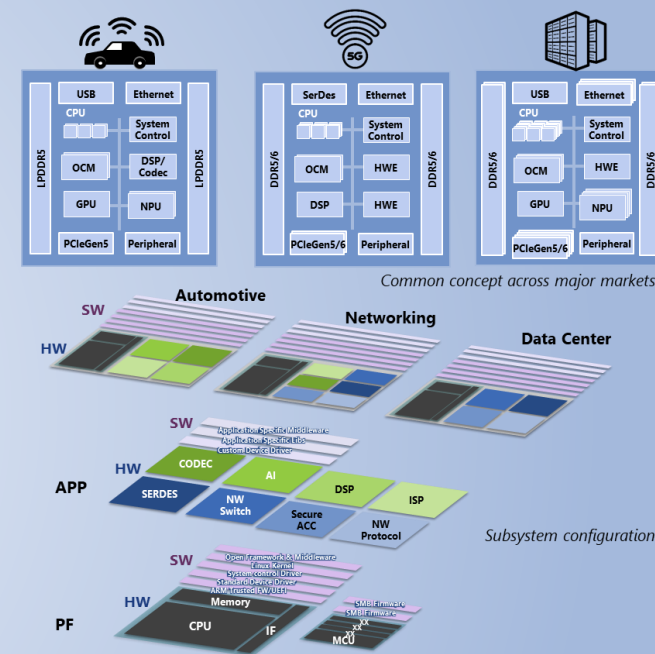 5G
USB
Ethernet
CPU
System
Control
LPDDR5
OCM
DSP/
Codec
LPDDR5
GPU
NPU
PCIeGen5
Peripheral
SerDes
Ethernet
CPU
System
Control
DDR5/6
OCM
HWE
DDR5/6
DSP
HWE
PCIeGen5/6
Peripheral
USB
Ethernet
CPU
System
Control
DDR5/6
OCM
HWE
DDR5/6
GPU
NPU
PCIeGen5/6
Peripheral
Common concept across major markets
Automotive
SW
HW
Networking
Data Center
SW
Application Specific Middleware
Application Specific Libs
Custom Device Driver
HW
APP
CODEC
AI
DSP
ISP
SERDES
NW
Switch
Secure
ACC
NW
Protocol
Subsystem configuration
SW
Open Framework & Middleware
Linux Kernel
System control Driver
Standard Device Driver
ARM Trusted FW/UEFI
HW
PF
Memory
CPU
IF
SMB Firmware
SMB Firmware
XX
XX
XX
MCU